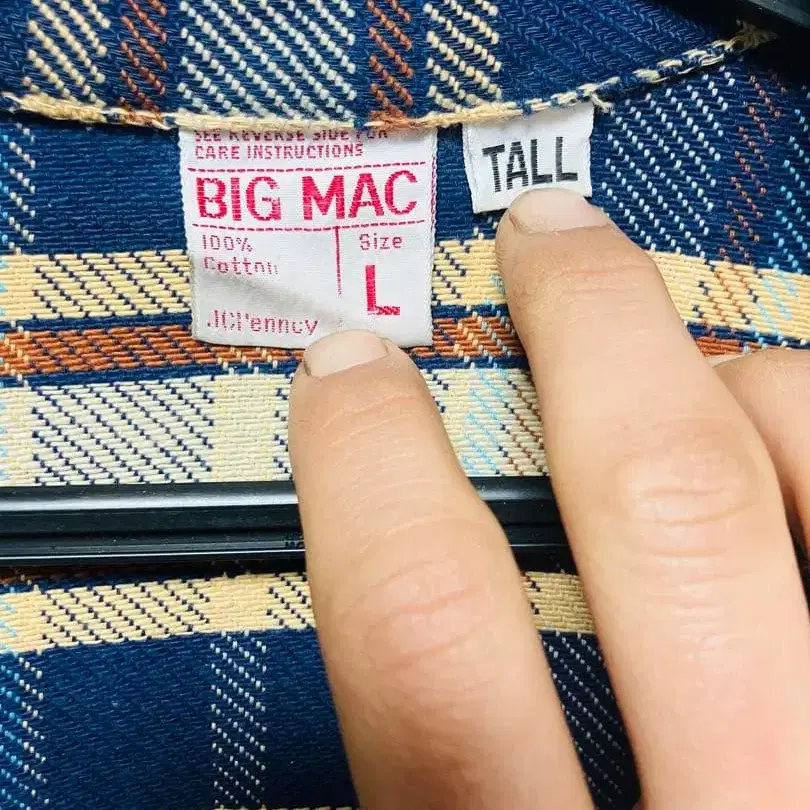 SEE REVERSE SIDE FOR
CARE INSTRUCTIONS
BIG MAC
100%
Cotton
Size
L
JCPenney
TALL